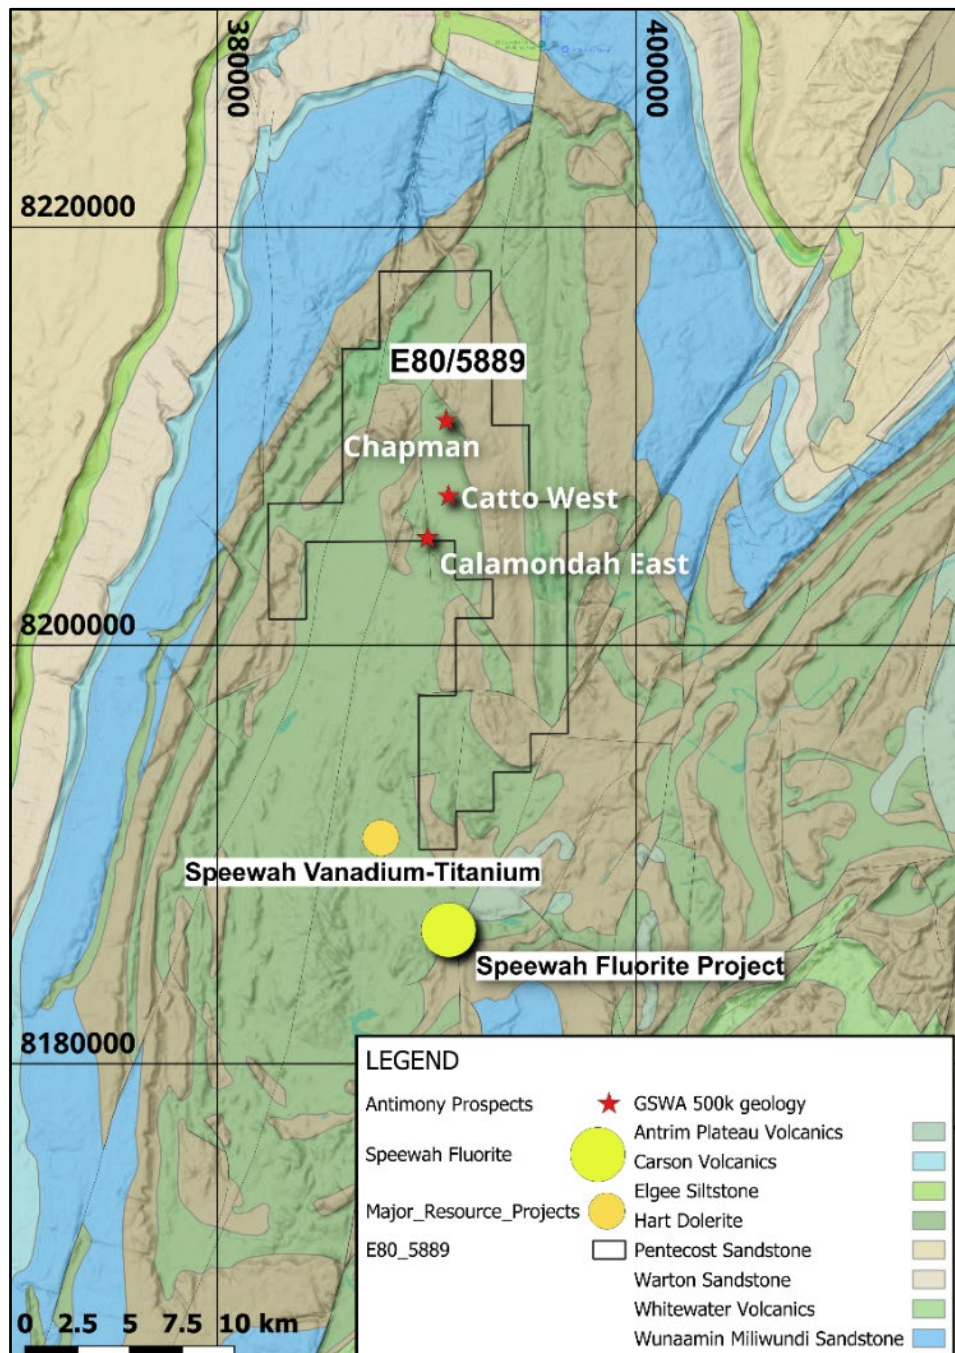 380000
400000
8220000
E80/5889
Chapman
Catto West
Calamondah East
8200000
Speewah Vanadium-Titanium
Speewah Fluorite Project
8180000
LEGEND
Antimony Prospects
GSWA 500k geology
Antrim Plateau Volcanics
Speewah Fluorite
Carson Volcanics
Elgee Siltstone
Major_Resource_Projects
Hart Dolerite
E80_5889
Pentecost Sandstone
Warton Sandstone
Whitewater Volcanics
Wunaamin Miliwundi Sandstone
0 2.5 5 7.5 10 km